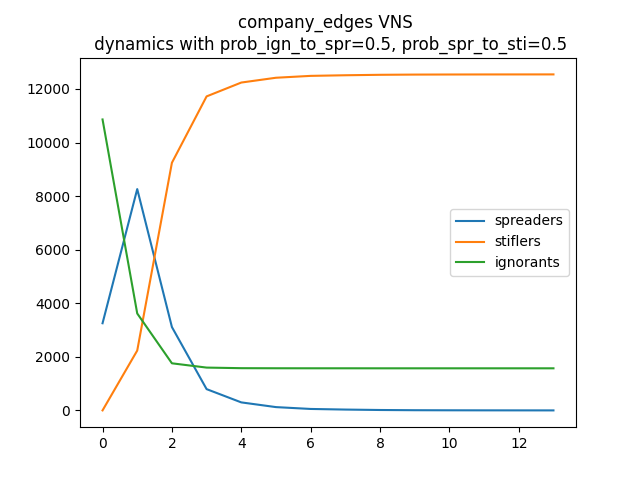 company_edges VNS
dynamics with prob_ign_to_spr=0.5, prob_spr_to_sti=0.5
12000
10000
8000
6000
4000
2000
0
spreaders
stiflers
ignorants
0 2 4 6 8 10 12